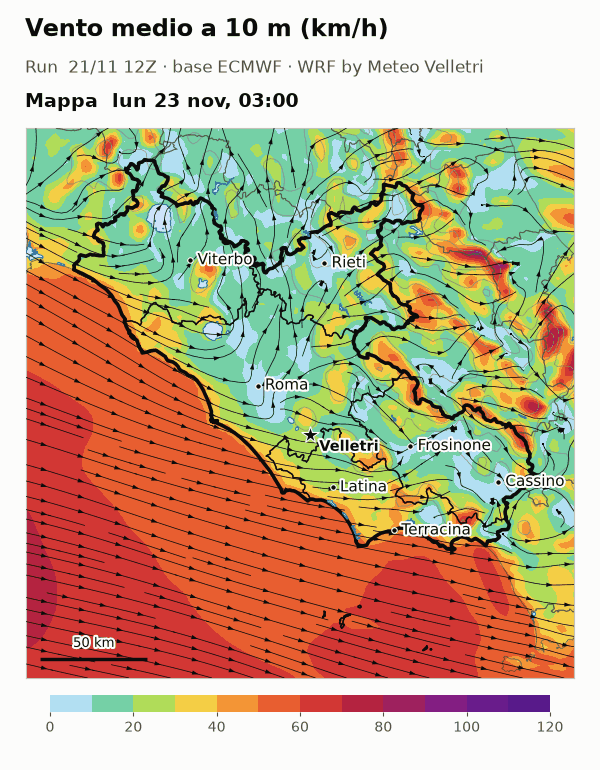 Vento medio a 10 m (km/h)
Run  21/11 12Z · base ECMWF · WRF by Meteo Velletri
Mappa  lun 23 nov, 03:00
Viterbo
Rieti
Roma
Velletri
Frosinone
Cassino
Latina
Terracina
50 km
0 20 40 60 80 100 120